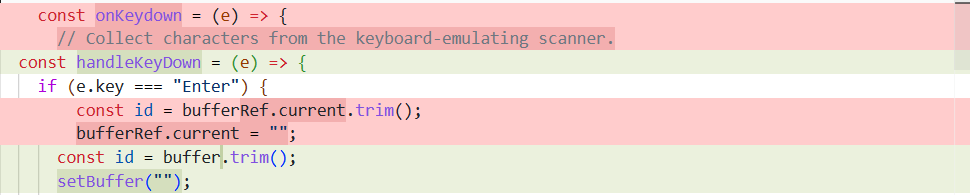 const onKeydown = (e) => {
// Collect characters from the keyboard-emulating scanner.
const handleKeyDown = (e) => {
if (e.key === "Enter") {
const id = bufferRef.current.trim();
bufferRef.current = "";
const id = buffer.trim();
setBuffer("");